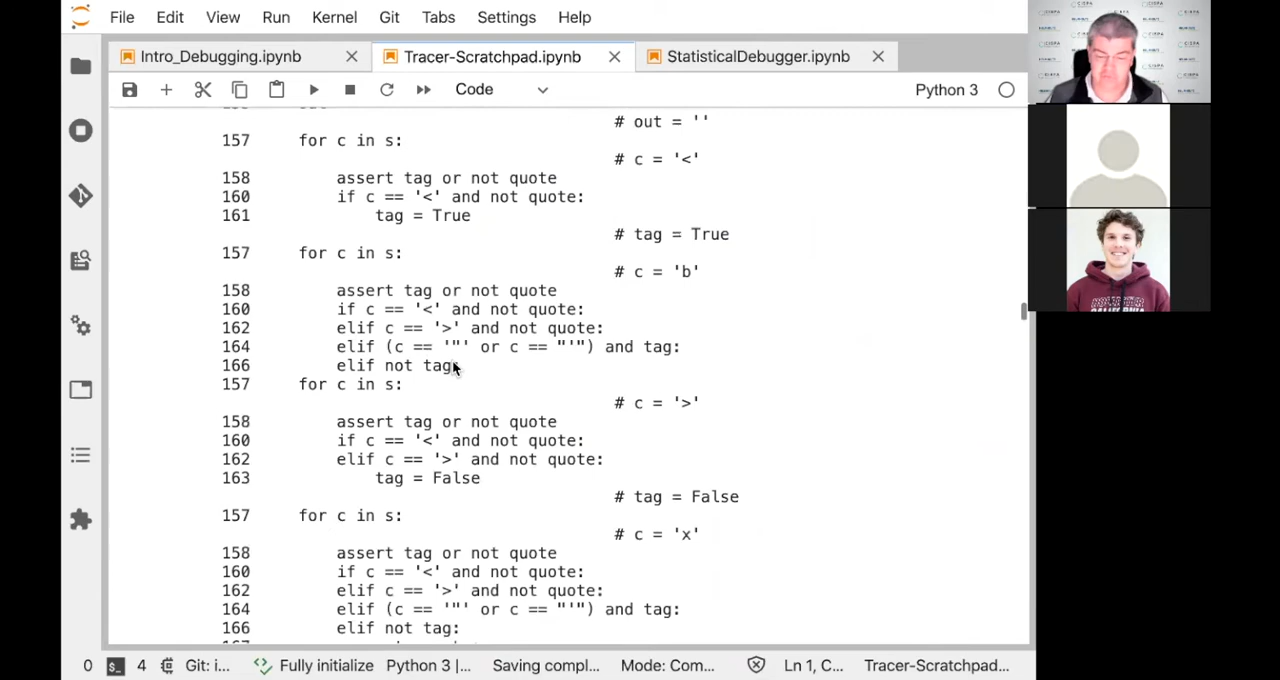 File Edit View Run Kernel Git Tabs Settings Help
Intro_Debugging.ipynb Tracer-Scratchpad.ipynb StatisticalDebugger.ipynb
Code Python 3
# out = ''
157 for c in s:
# c = '<'
158 assert tag or not quote
160 if c == '<' and not quote:
161 tag = True
# tag = True
157 for c in s:
# c = 'b'
158 assert tag or not quote
160 if c == '<' and not quote:
162 elif c == '>' and not quote:
164 elif (c == '"' or c == "'") and tag:
166 elif not tag:
157 for c in s:
# c = '>'
158 assert tag or not quote
160 if c == '<' and not quote:
162 elif c == '>' and not quote:
163 tag = False
# tag = False
157 for c in s:
# c = 'x'
158 assert tag or not quote
160 if c == '<' and not quote:
162 elif c == '>' and not quote:
164 elif (c == '"' or c == "'") and tag:
166 elif not tag:
0 $_ 4 Git: i... Fully initialize Python 3 |... Saving compl... Mode: Com... Ln 1, C... Tracer-Scratchpad...
CALIFORNIA